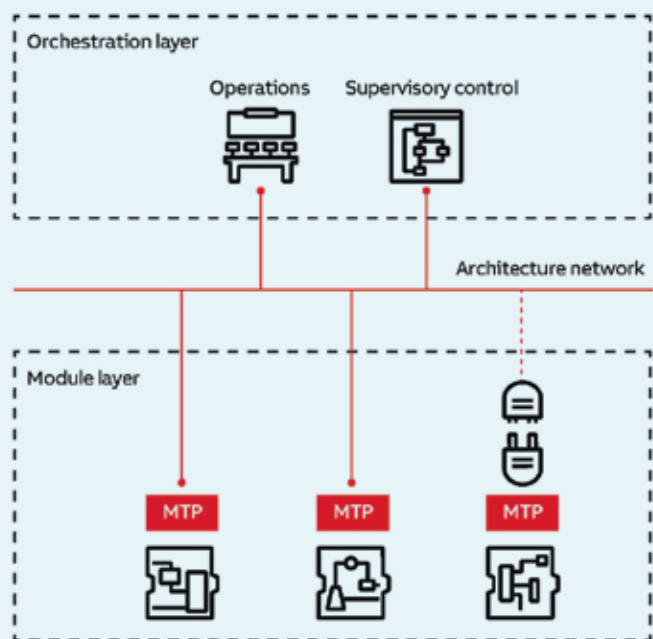 Orchestration layer
Operations
Supervisory control
Architecture network
Module layer
MTP
MTP
MTP